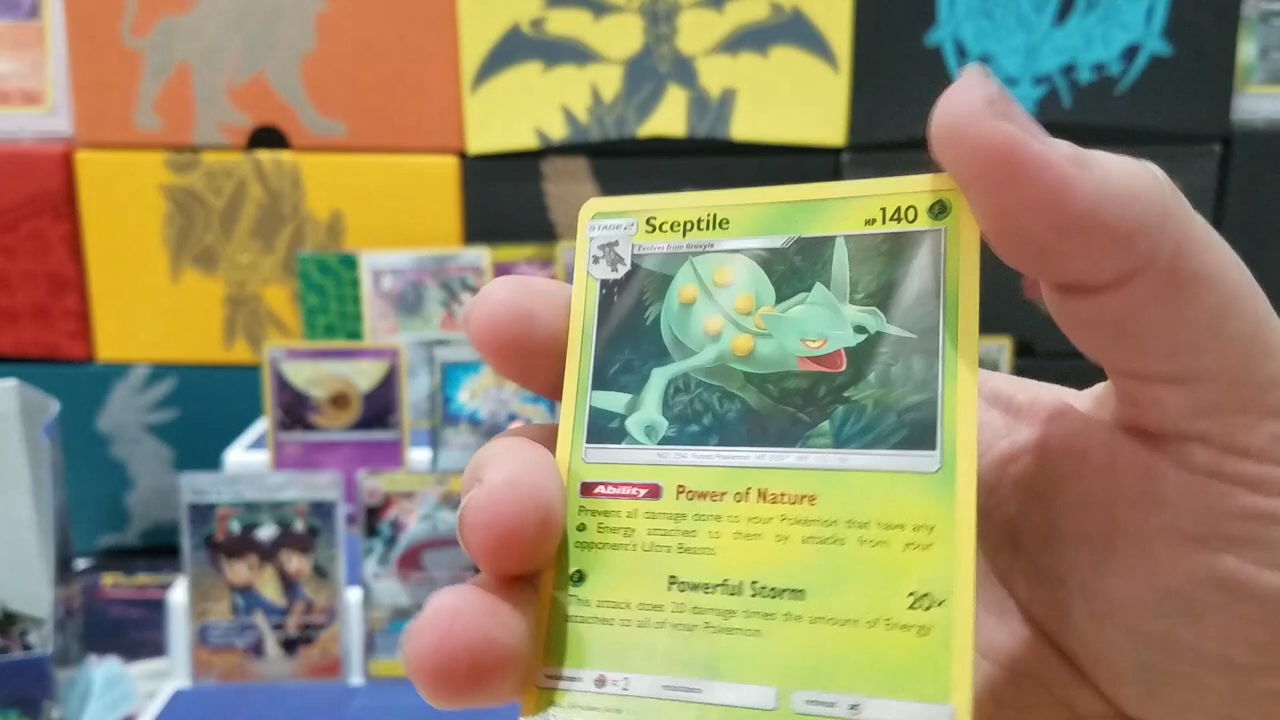 STAGE 2
Sceptile
HP 140
Evolves from Grovyle
Ability Power of Nature
Prevent all damage done to your Pokémon that have any
Energy attached to them by attacks from your
opponent's Ultra Beasts.
Powerful Storm 20×
This attack does 20 damage times the amount of Energy
attached to all of your Pokémon.
×2